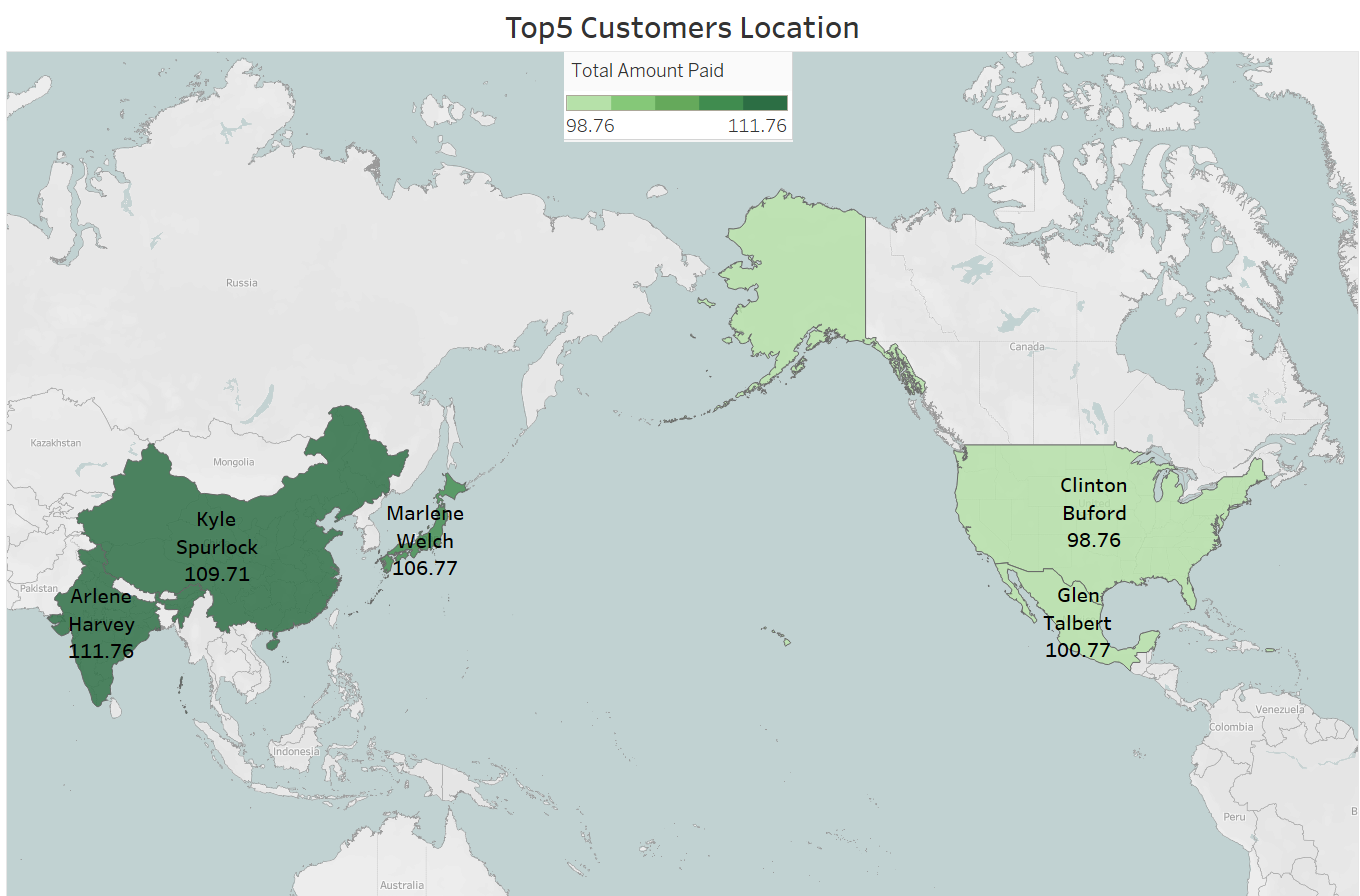 Top5 Customers Location
Total Amount Paid
98.76 111.76
Russia
Canada
Kazakhstan
Mongolia
Clinton
Buford
98.76
Kyle
Spurlock
109.71
Marlene
Welch
106.77
Pakistan
Arlene
Harvey
111.76
Glen
Talbert
100.77
Venezuela
Colombia
Indonesia
Peru
B
Australia